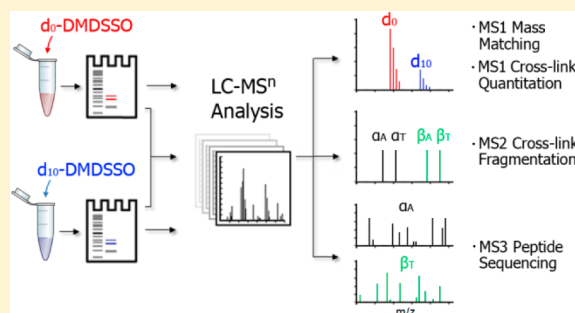 d₀-DMDSSO
d₁₀-DMDSSO
LC-MSⁿ
Analysis
d₀
d₁₀
· MS1 Mass
Matching
· MS1 Cross-link
Quantitation
αA αT βA βT
· MS2 Cross-link
Fragmentation
αA
βT
· MS3 Peptide
Sequencing
m/z